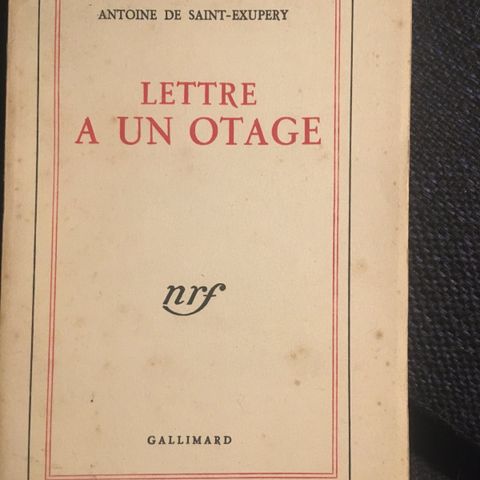 ANTOINE DE SAINT-EXUPERY
LETTRE
A UN OTAGE
nrf
GALLIMARD